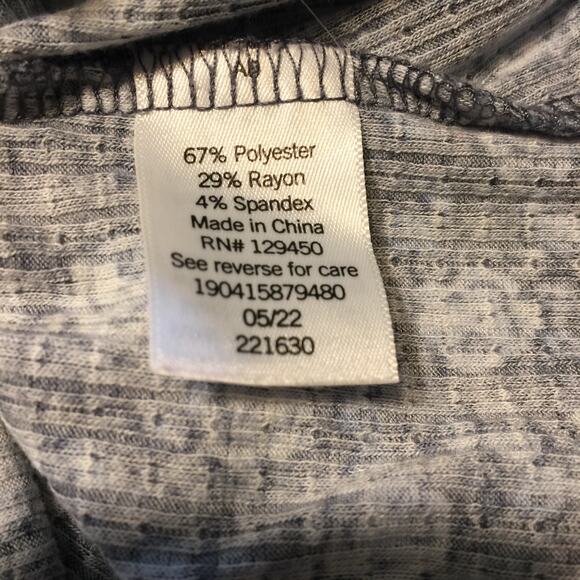 AB
67% Polyester
29% Rayon
4% Spandex
Made in China
RN# 129450
See reverse for care
190415879480
05/22
221630